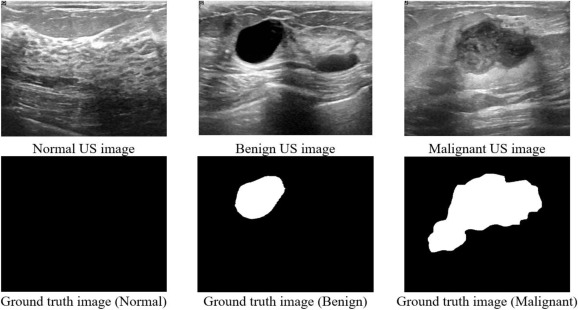 Normal US image
Benign US image
Malignant US image
Ground truth image (Normal)
Ground truth image (Benign)
Ground truth image (Malignant)